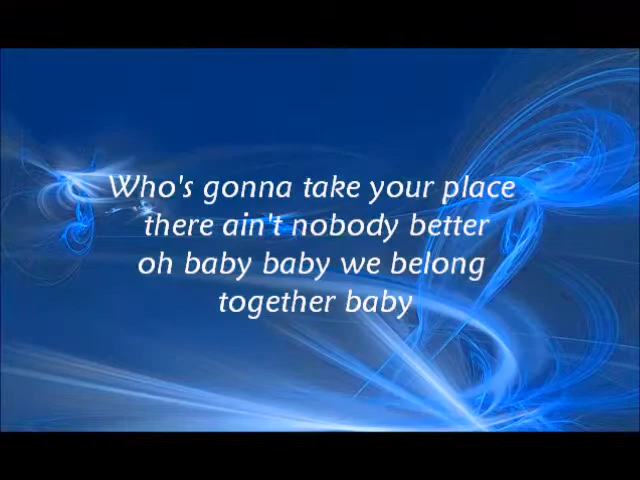 Who's gonna take your place
there ain't nobody better
oh baby baby we belong
together baby